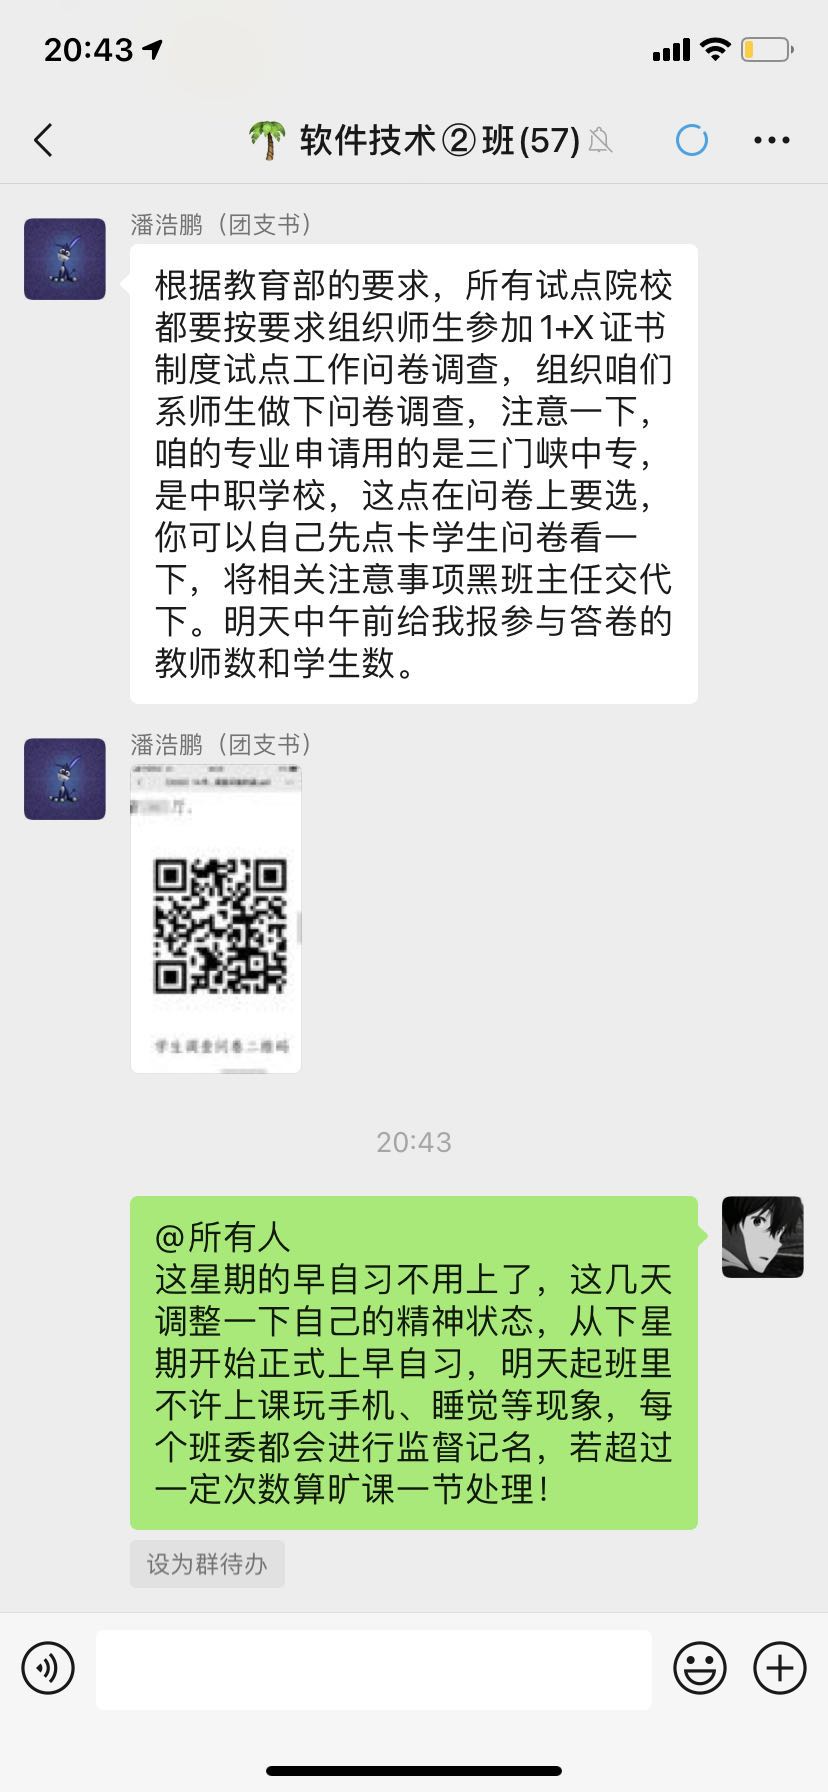 20:43
🌴 软件技术②班(57)
潘浩鹏（团支书）
根据教育部的要求，所有试点院校
都要按要求组织师生参加1+X证书
制度试点工作问卷调查，组织咱们
系师生做下问卷调查，注意一下，
咱的专业申请用的是三门峡中专，
是中职学校，这点在问卷上要选，
你可以自己先点卡学生问卷看一
下，将相关注意事项黑班主任交代
下。明天中午前给我报参与答卷的
教师数和学生数。
潘浩鹏（团支书）
厅，
学生调查问卷二维码
20:43
@所有人
这星期的早自习不用上了，这几天
调整一下自己的精神状态，从下星
期开始正式上早自习，明天起班里
不许上课玩手机、睡觉等现象，每
个班委都会进行监督记名，若超过
一定次数算旷课一节处理！
设为群待办